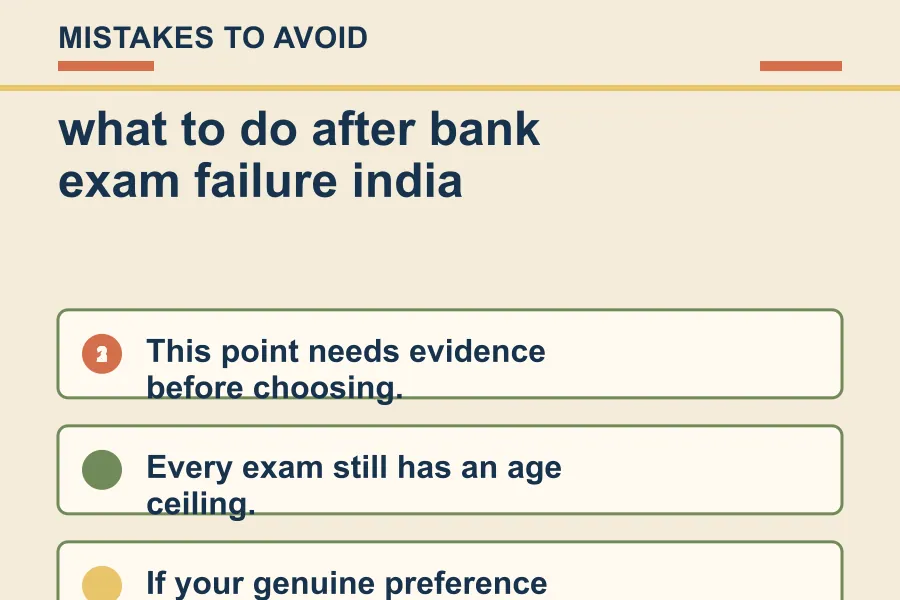 MISTAKES TO AVOID
what to do after bank
exam failure india
This point needs evidence
before choosing.
Every exam still has an age
ceiling.
If your genuine preference